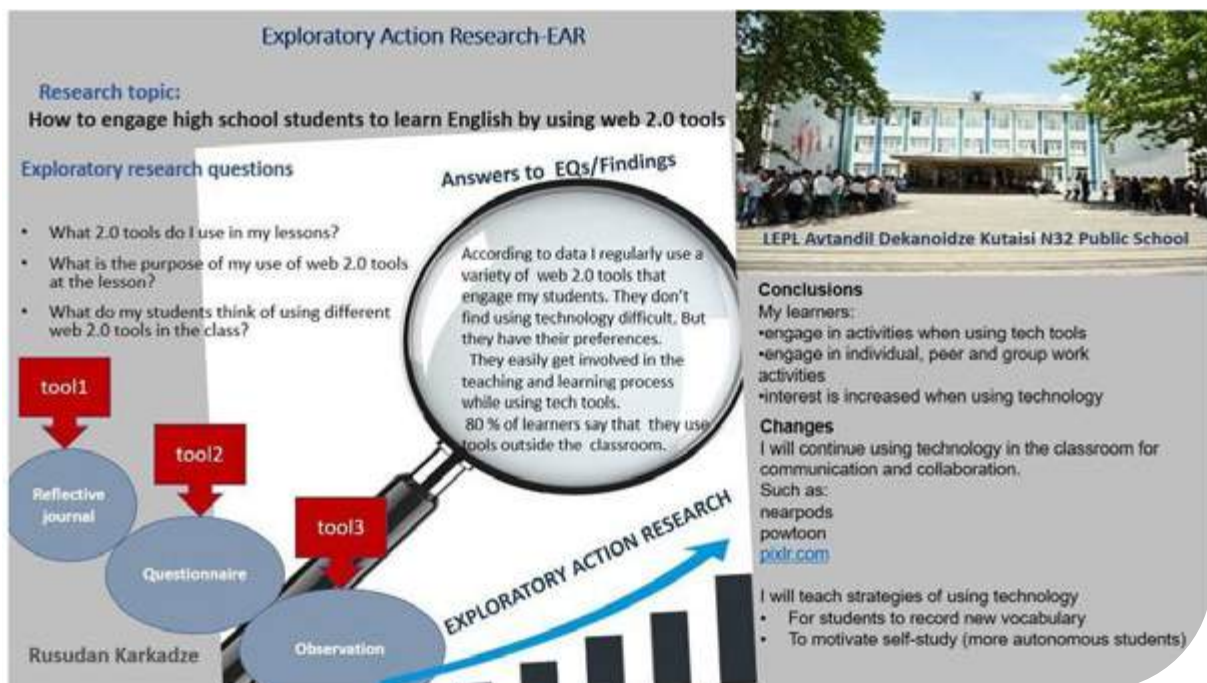 Exploratory Action Research-EAR
Research topic:
How to engage high school students to learn English by using web 2.0 tools
Exploratory research questions
• What 2.0 tools do I use in my lessons?
• What is the purpose of my use of web 2.0 tools
at the lesson?
• What do my students think of using different
web 2.0 tools in the class?
tool1
Reflective
journal
tool2
Questionnaire
tool3
Observation
Rusudan Karkadze
Answers to EQs/Findings
According to data I regularly use a
variety of web 2.0 tools that
engage my students. They don't
find using technology difficult. But
they have their preferences.
They easily get involved in the
teaching and learning process
while using tech tools.
80 % of learners say that they use
tools outside the classroom.
EXPLORATORY ACTION RESEARCH
LEPL Avtandil Dekanoidze Kutaisi N32 Public School
Conclusions
My learners:
•engage in activities when using tech tools
•engage in individual, peer and group work
activities
•interest is increased when using technology
Changes
I will continue using technology in the classroom for
communication and collaboration.
Such as:
nearpods
powtoon
pixlr.com
I will teach strategies of using technology
• For students to record new vocabulary
• To motivate self-study (more autonomous students)